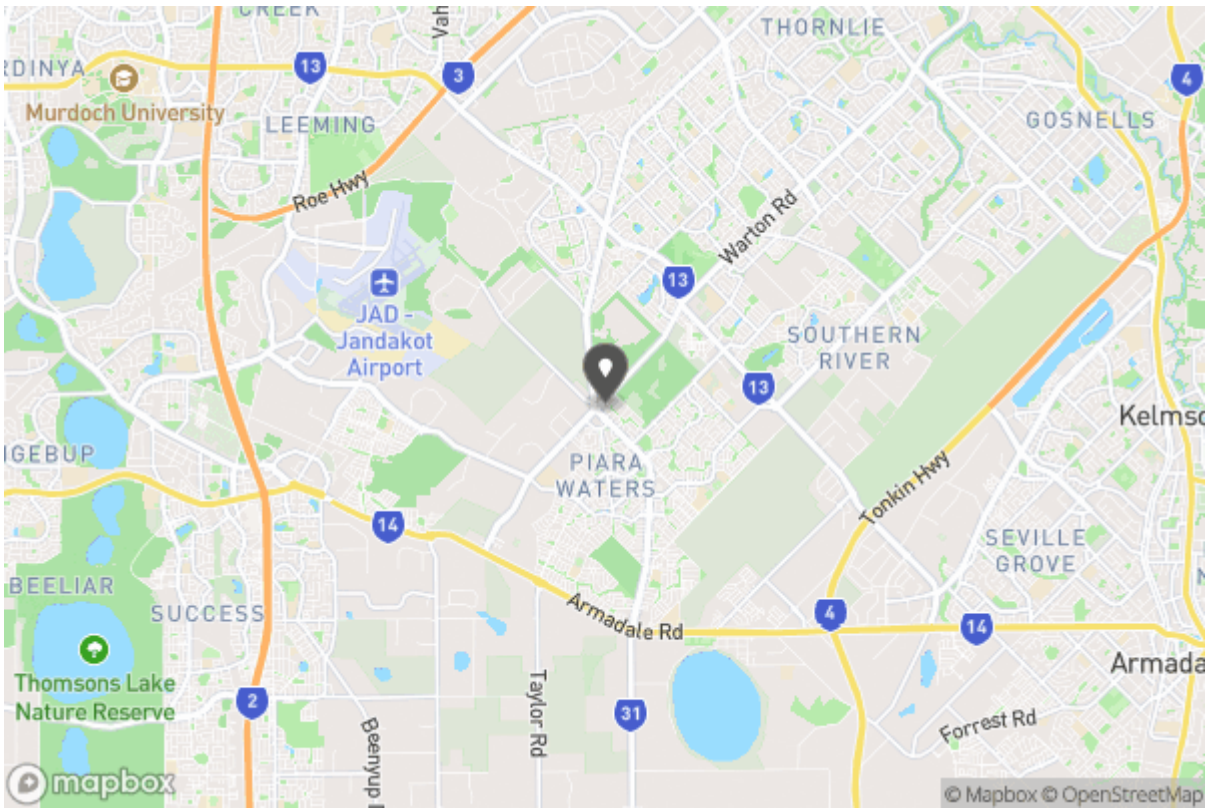 CREEK
THORNLIE
Vah
13
3
4
RDINYA
Murdoch University
LEEMING
GOSNELLS
Roe Hwy
Warton Rd
13
JAD -
Jandakot
Airport
SOUTHERN
RIVER
13
Kelmsc
NGEBUP
PIARA
WATERS
Tonkin Hwy
14
SEVILLE
GROVE
BEELIAR
SUCCESS
Armadale Rd
4
14
Thomsons Lake
Nature Reserve
Armada
2
Taylor Rd
31
Forrest Rd
Beenyup
mapbox
© Mapbox © OpenStreetMap